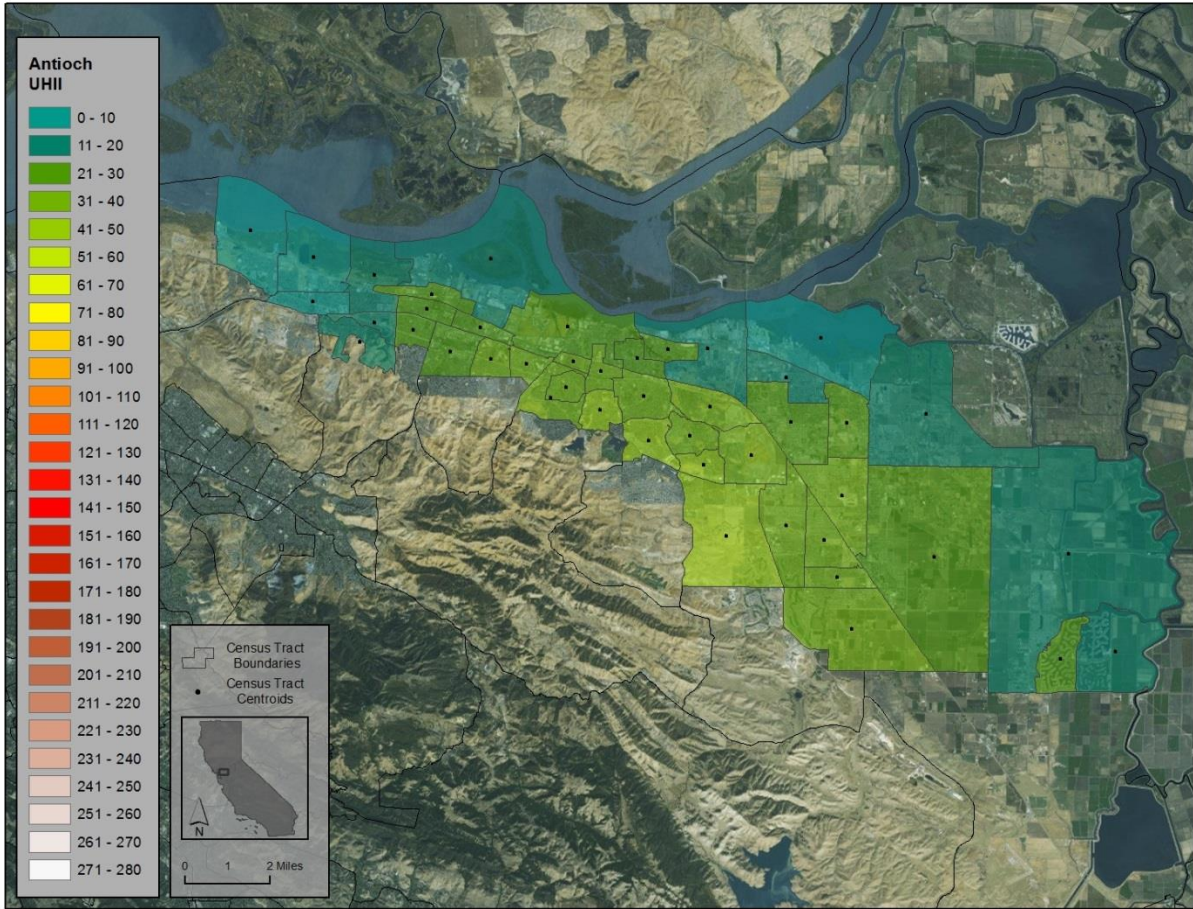 Antioch
UHII
0 - 10
11 - 20
21 - 30
31 - 40
41 - 50
51 - 60
61 - 70
71 - 80
81 - 90
91 - 100
101 - 110
111 - 120
121 - 130
131 - 140
141 - 150
151 - 160
161 - 170
171 - 180
181 - 190
191 - 200
201 - 210
211 - 220
221 - 230
231 - 240
241 - 250
251 - 260
261 - 270
271 - 280
Census Tract
Boundaries
Census Tract
Centroids
N
0 1 2 Miles